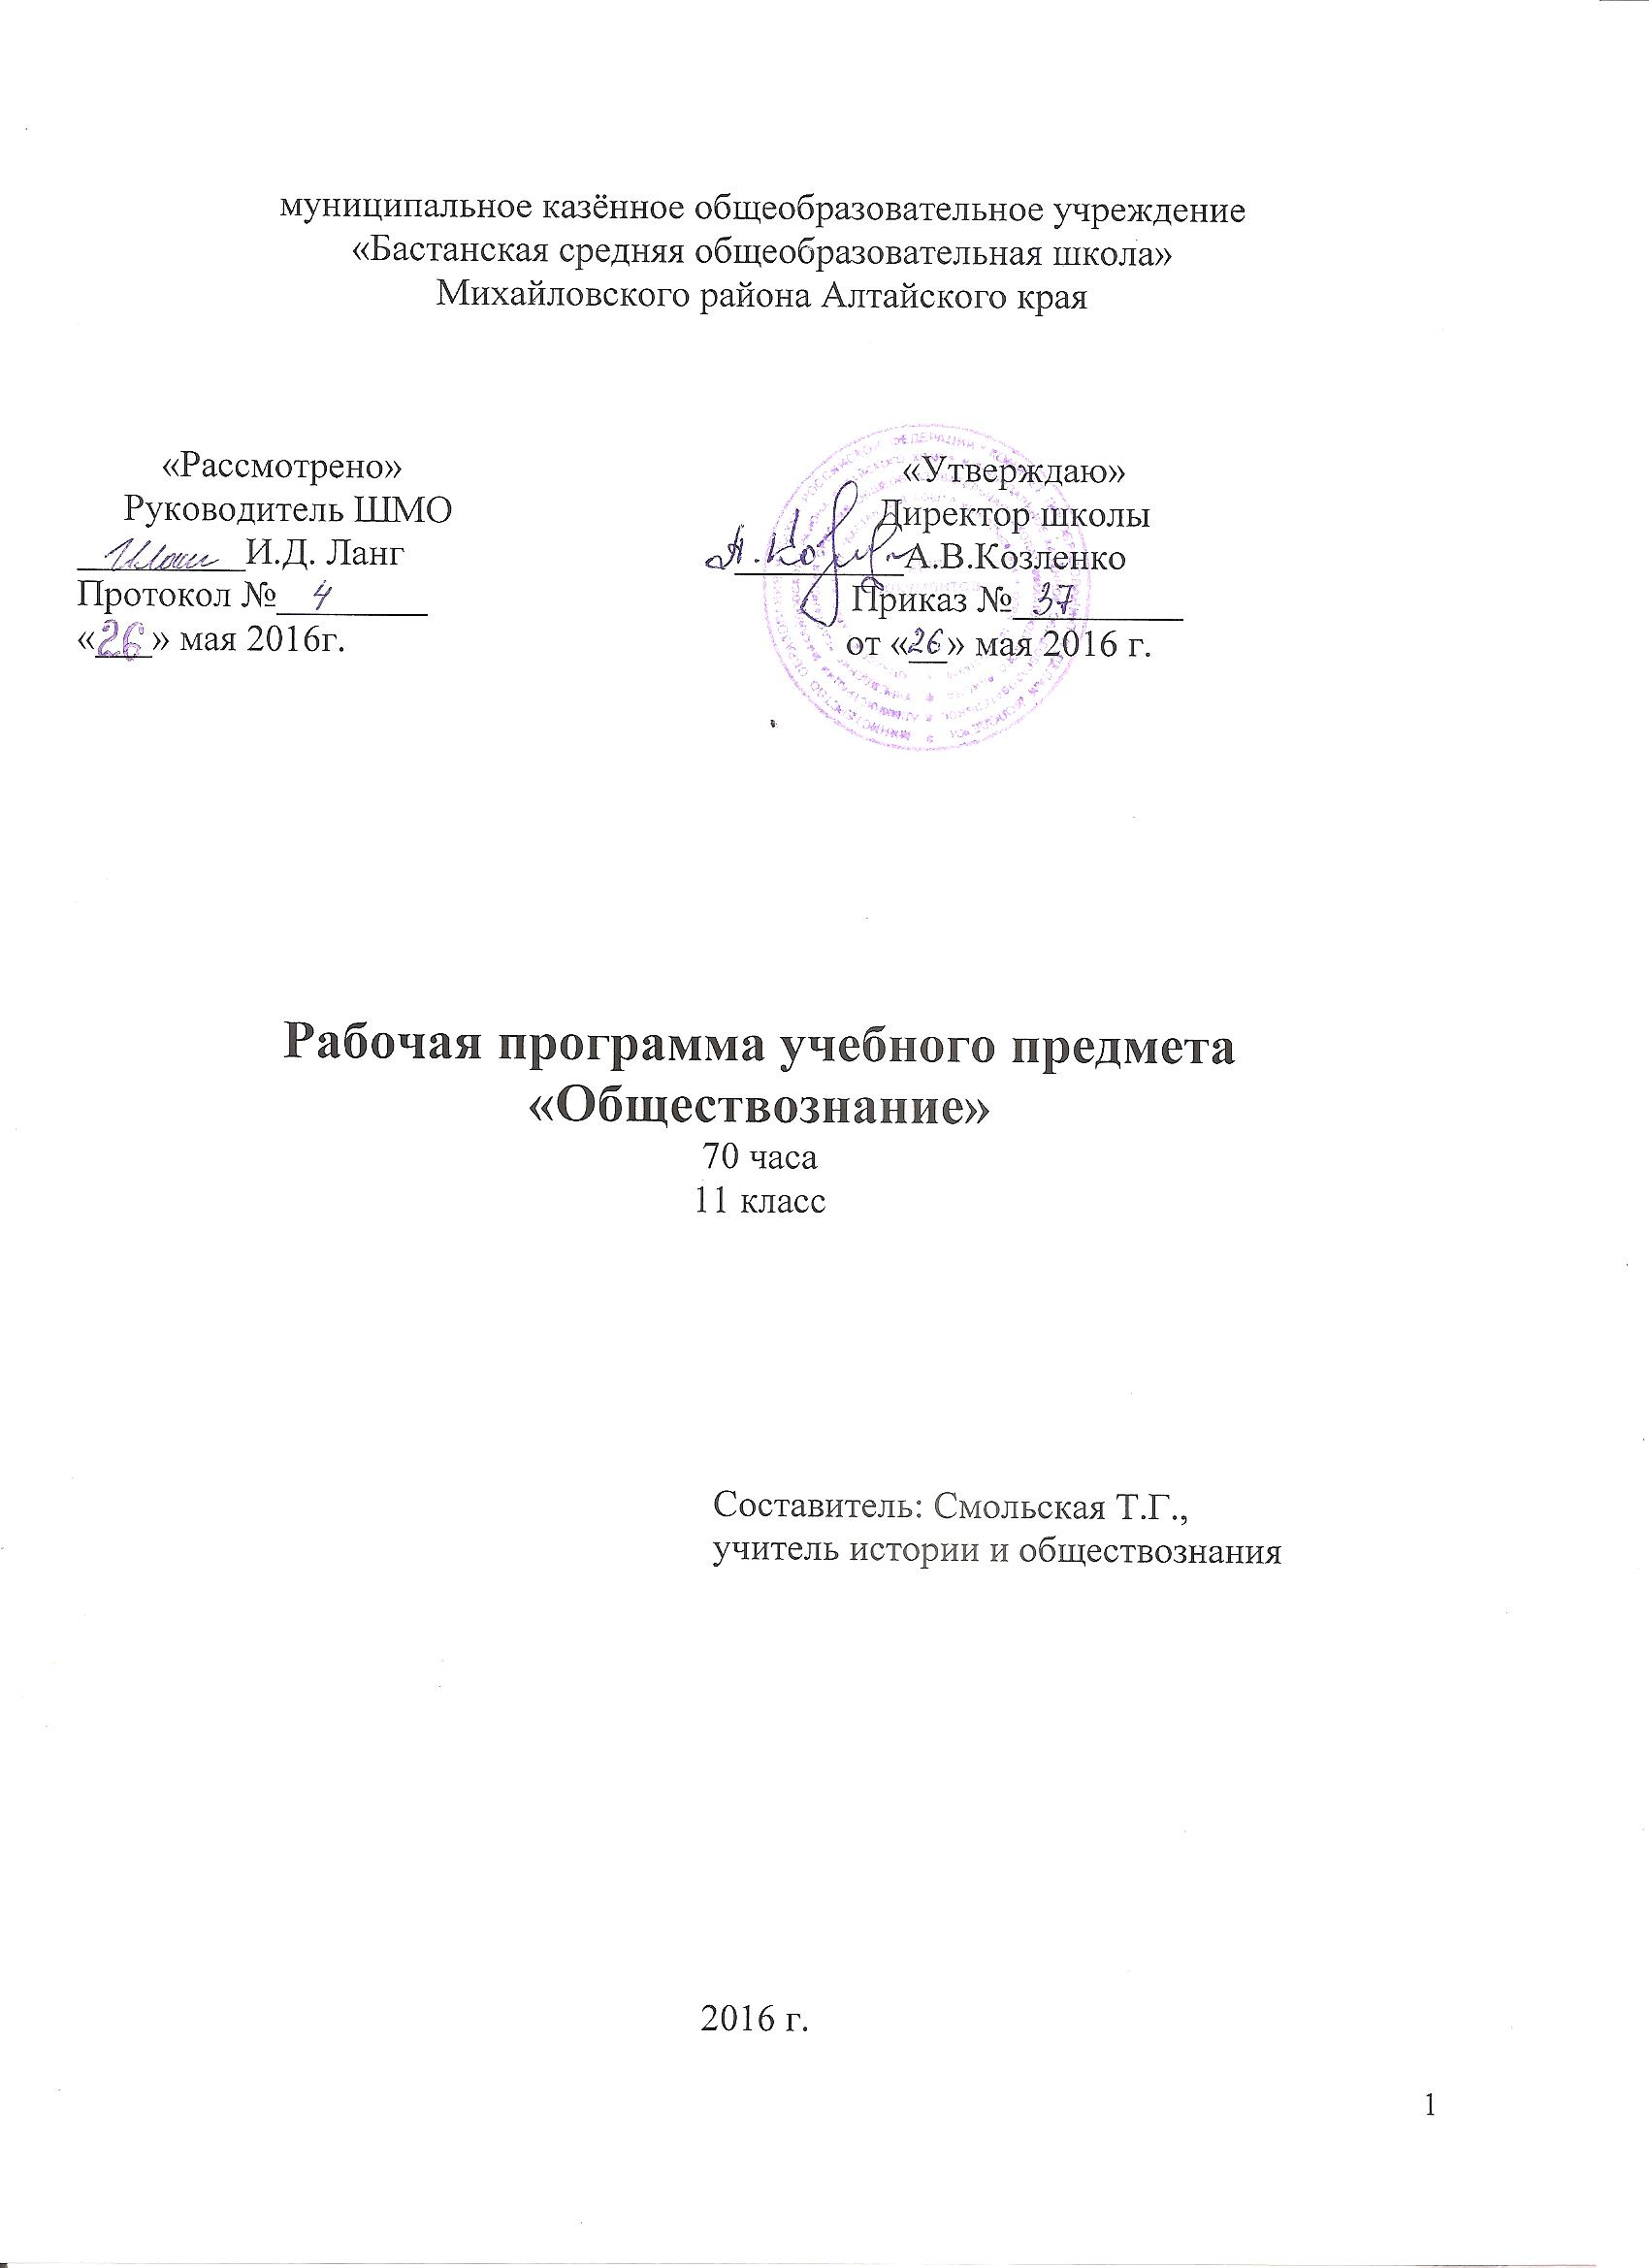 муниципальное казённое общеобразовательное учреждение
«Бастанская средняя общеобразовательная школа»
Михайловского района Алтайского края
«Рассмотрено»
Руководитель ШМО
И.Д. Ланг
Протокол № 4
«26» мая 2016г.
«Утверждаю»
Директор школы
А.В.Козленко
Приказ № 37
от «26» мая 2016 г.
Рабочая программа учебного предмета
«Обществознание»
70 часа
11 класс
Составитель: Смольская Т.Г.,
учитель истории и обществознания
2016 г.
1